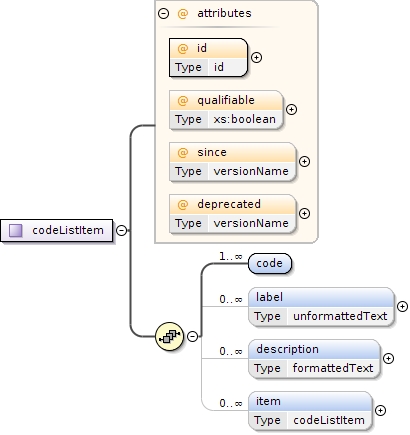 attributes
@ id
Type id
@ qualifiable
Type xs:boolean
@ since
Type versionName
@ deprecated
Type versionName
codeListItem
1..∞
code
0..∞
label
Type unformattedText
0..∞
description
Type formattedText
0..∞
item
Type codeListItem